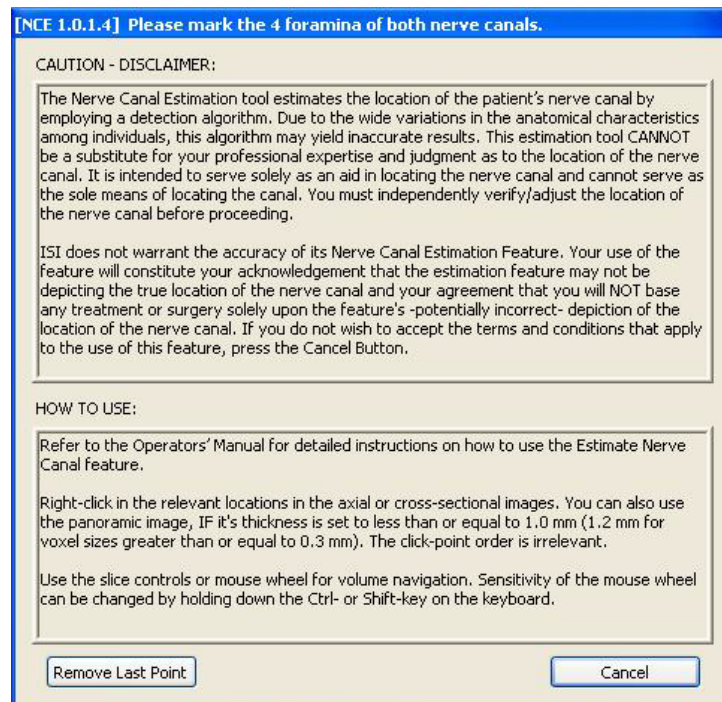 [NCE 1.0.1.4] Please mark the 4 foramina of both nerve canals.
CAUTION - DISCLAIMER:
The Nerve Canal Estimation tool estimates the location of the patient's nerve canal by
employing a detection algorithm. Due to the wide variations in the anatomical characteristics
among individuals, this algorithm may yield inaccurate results. This estimation tool CANNOT
be a substitute for your professional expertise and judgment as to the location of the nerve
canal. It is intended to serve solely as an aid in locating the nerve canal and cannot serve as
the sole means of locating the canal. You must independently verify/adjust the location of
the nerve canal before proceeding.
ISI does not warrant the accuracy of its Nerve Canal Estimation Feature. Your use of the
feature will constitute your acknowledgement that the estimation feature may not be
depicting the true location of the nerve canal and your agreement that you will NOT base
any treatment or surgery solely upon the feature's -potentially incorrect- depiction of the
location of the nerve canal. If you do not wish to accept the terms and conditions that apply
to the use of this feature, press the Cancel Button.
HOW TO USE:
Refer to the Operators' Manual for detailed instructions on how to use the Estimate Nerve
Canal feature.
Right-click in the relevant locations in the axial or cross-sectional images. You can also use
the panoramic image, IF it's thickness is set to less than or equal to 1.0 mm (1.2 mm for
voxel sizes greater than or equal to 0.3 mm). The click-point order is irrelevant.
Use the slice controls or mouse wheel for volume navigation. Sensitivity of the mouse wheel
can be changed by holding down the Ctrl- or Shift-key on the keyboard.
Remove Last Point
Cancel